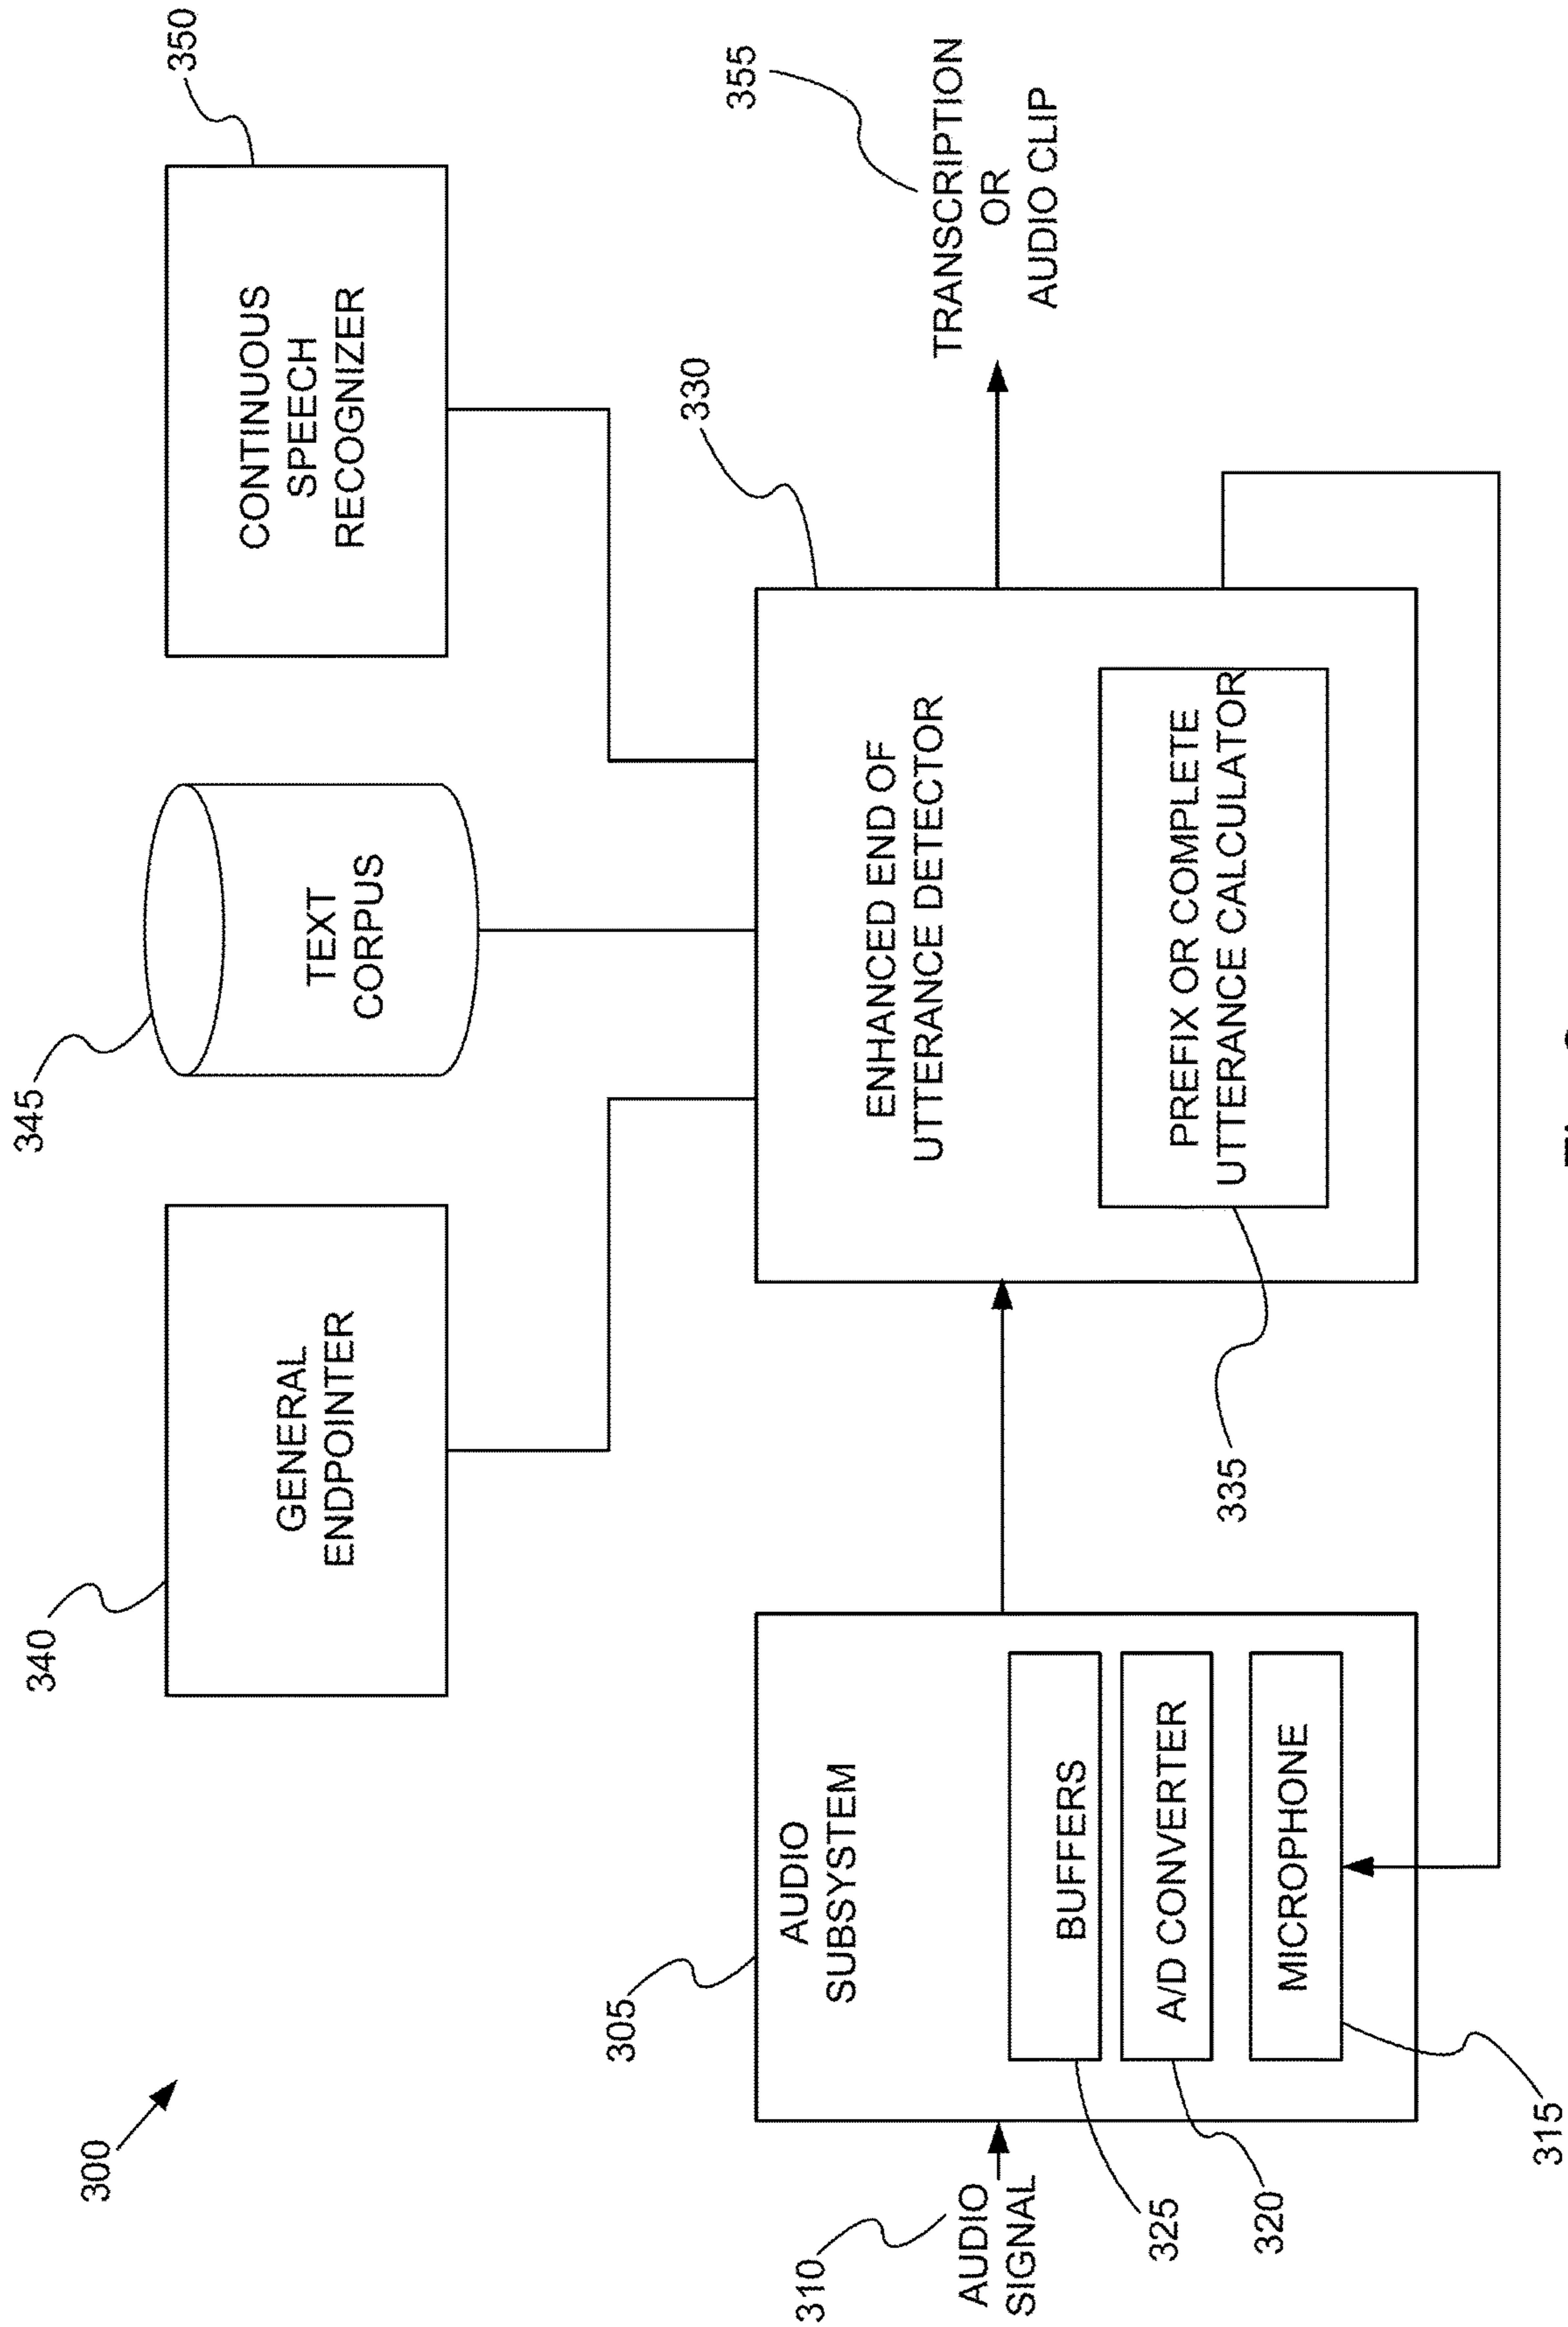 300
340
GENERAL
ENDPOINTER
345
TEXT
CORPUS
350
CONTINUOUS
SPEECH
RECOGNIZER
305
AUDIO
SUBSYSTEM
310
AUDIO
SIGNAL
BUFFERS
325
A/D CONVERTER
320
MICROPHONE
315
330
ENHANCED END OF
UTTERANCE DETECTOR
PREFIX OR COMPLETE
UTTERANCE CALCULATOR
335
355
TRANSCRIPTION
OR
AUDIO CLIP